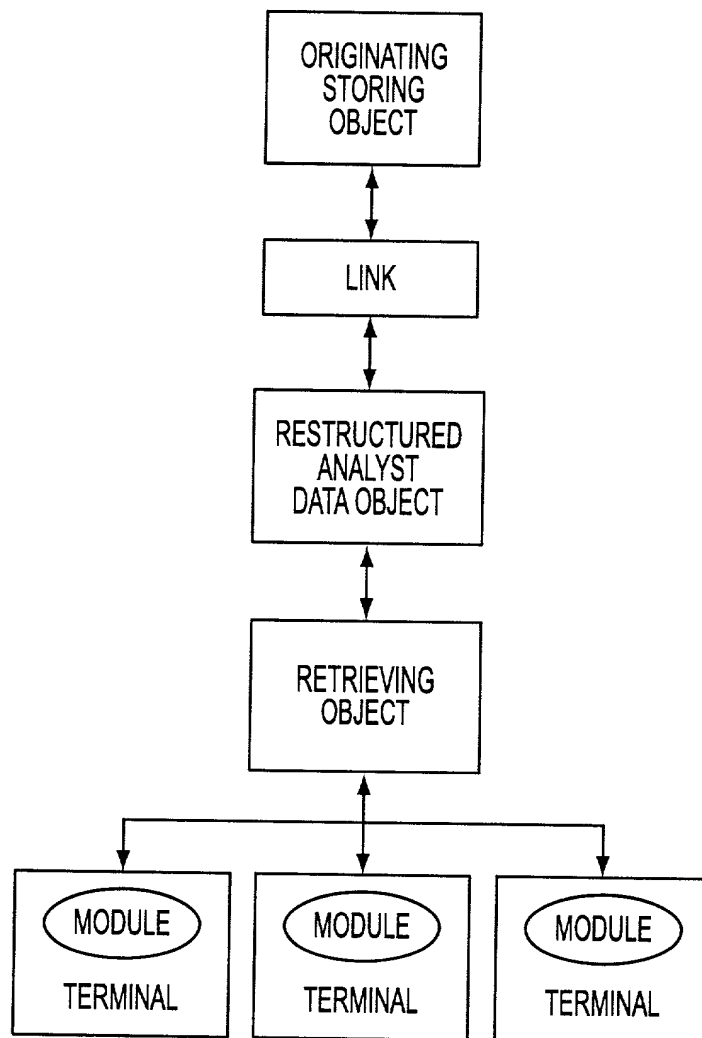 ORIGINATING
STORING
OBJECT
LINK
RESTRUCTURED
ANALYST
DATA OBJECT
RETRIEVING
OBJECT
MODULE
TERMINAL
MODULE
TERMINAL
MODULE
TERMINAL